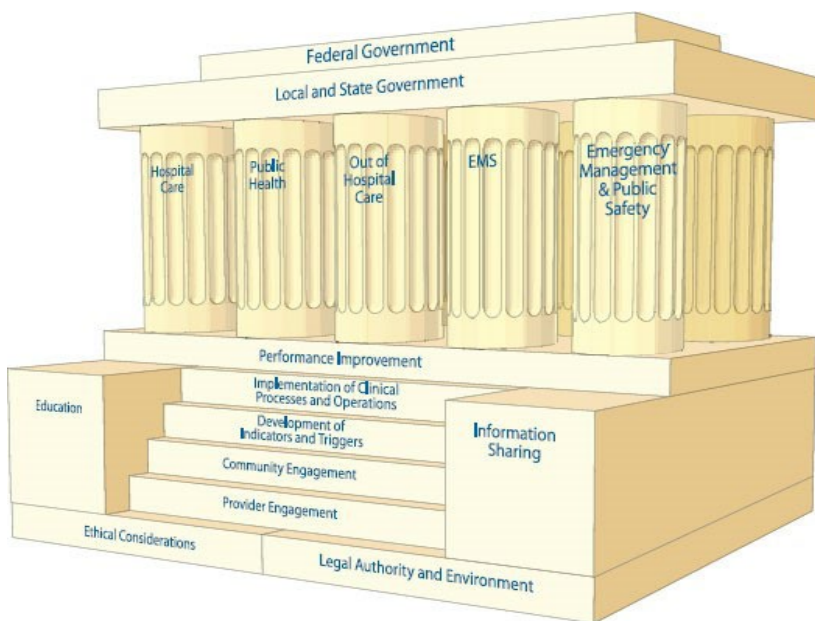 Federal Government
Local and State Government
Hospital
Care
Public
Health
Out of
Hospital
Care
EMS
Emergency
Management
& Public
Safety
Performance Improvement
Implementation of Clinical
Processes and Operations
Education
Development of
Indicators and Triggers
Information
Sharing
Community Engagement
Provider Engagement
Ethical Considerations
Legal Authority and Environment